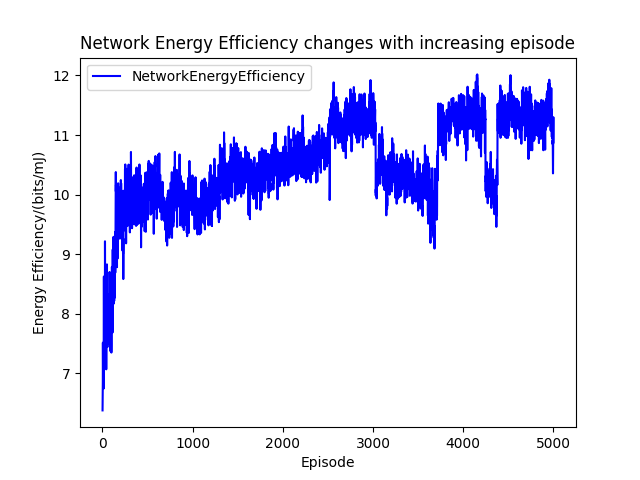 Network Energy Efficiency changes with increasing episode
NetworkEnergyEfficiency
12
11
10
9
8
7
Energy Efficiency/(bits/mJ)
0 1000 2000 3000 4000 5000
Episode